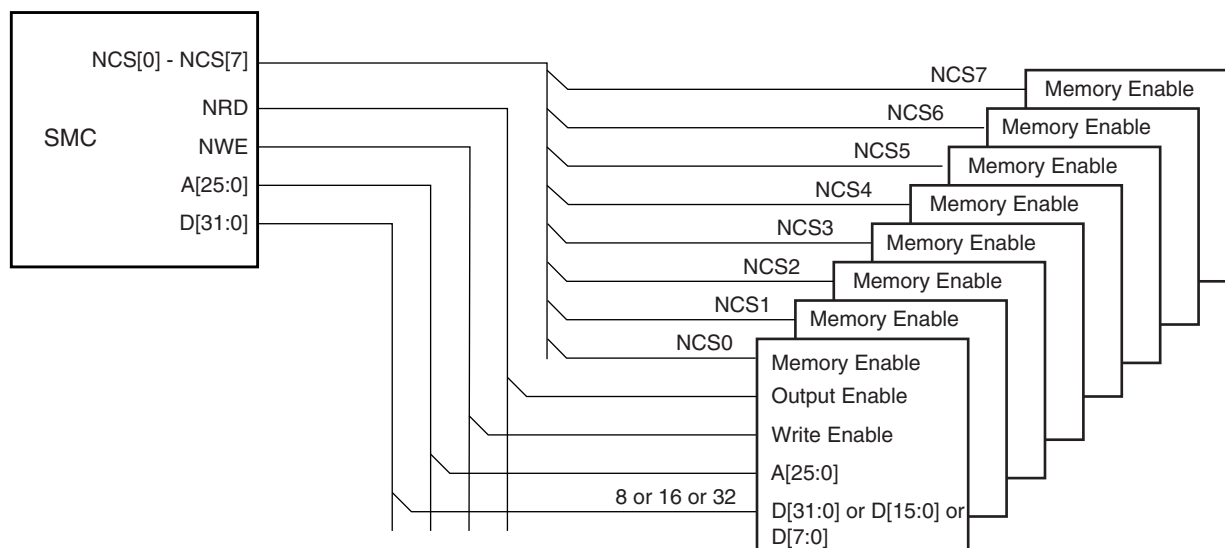 NCS[0] - NCS[7]
NRD
SMC
NWE
A[25:0]
D[31:0]
NCS7
Memory Enable
NCS6
Memory Enable
NCS5
Memory Enable
NCS4
Memory Enable
NCS3
Memory Enable
NCS2
Memory Enable
NCS1
Memory Enable
NCS0
Memory Enable
Output Enable
Write Enable
A[25:0]
8 or 16 or 32
D[31:0] or D[15:0] or
D[7:0]